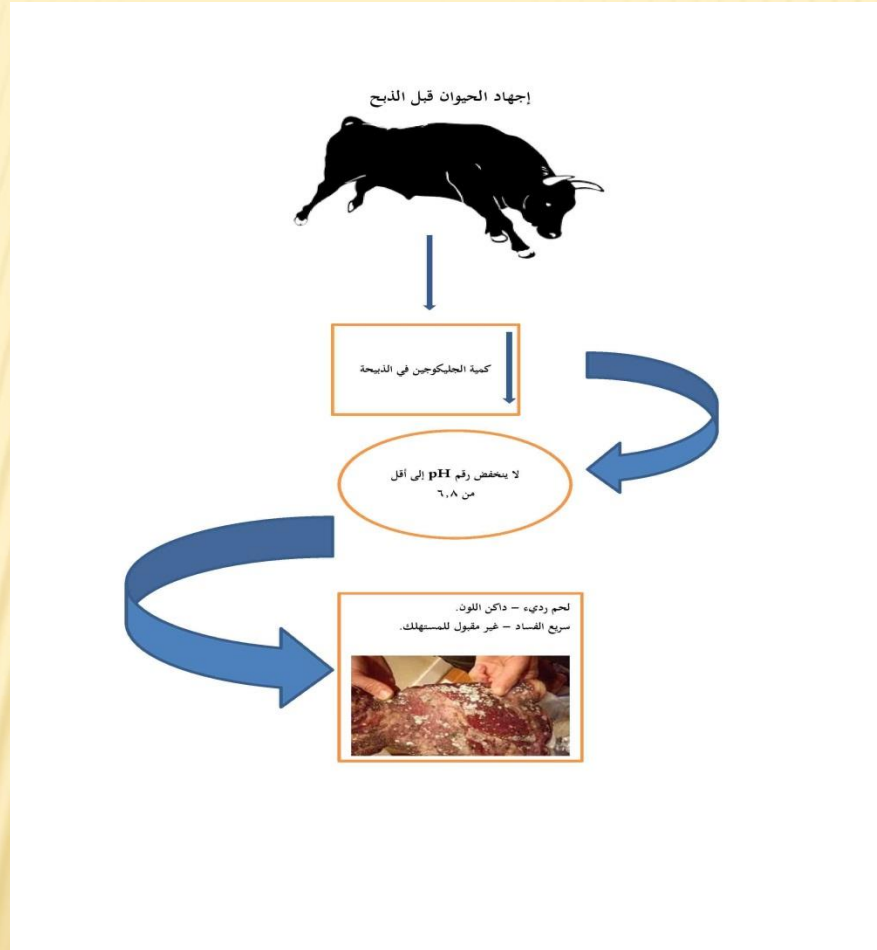 إجهاد الحيوان قبل الذبح
كمية الجليكوجين في الذبيحة
لا ينخفض رقم pH إلى أقل
من ٦,٨
لحم رديء – داكن اللون.
سريع الفساد – غير مقبول للمستهلك.